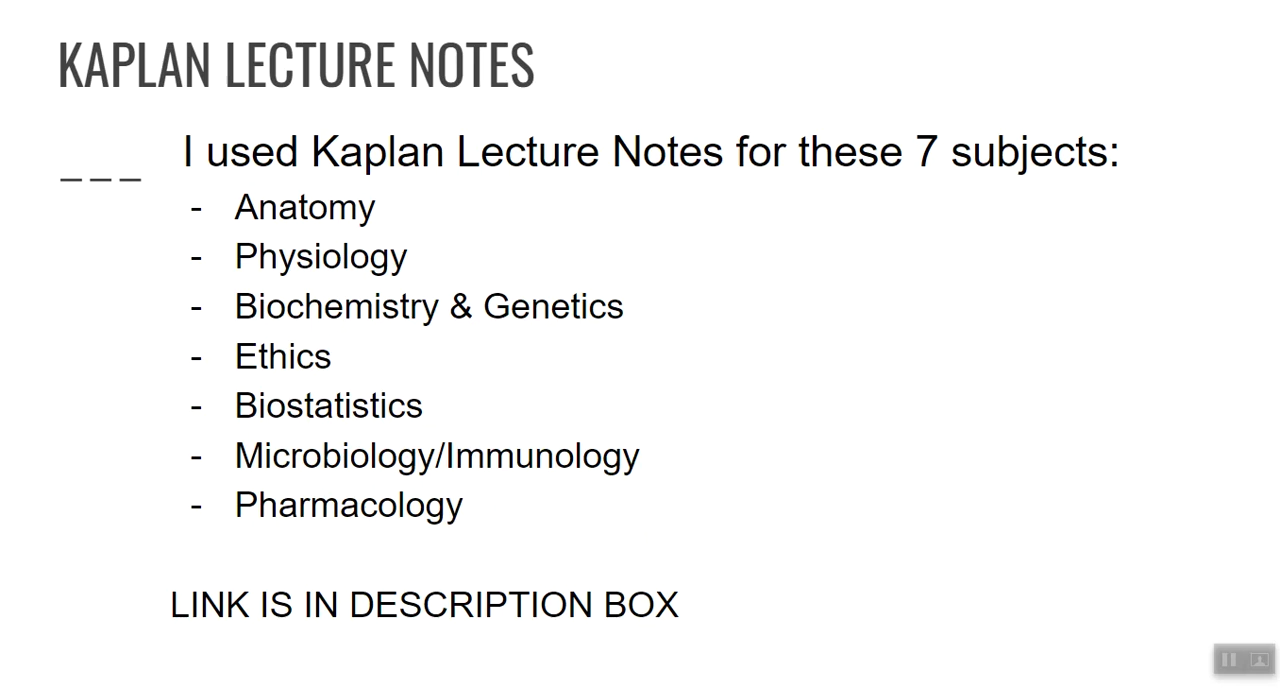 KAPLAN LECTURE NOTES
I used Kaplan Lecture Notes for these 7 subjects:
- Anatomy
- Physiology
- Biochemistry & Genetics
- Ethics
- Biostatistics
- Microbiology/Immunology
- Pharmacology
LINK IS IN DESCRIPTION BOX